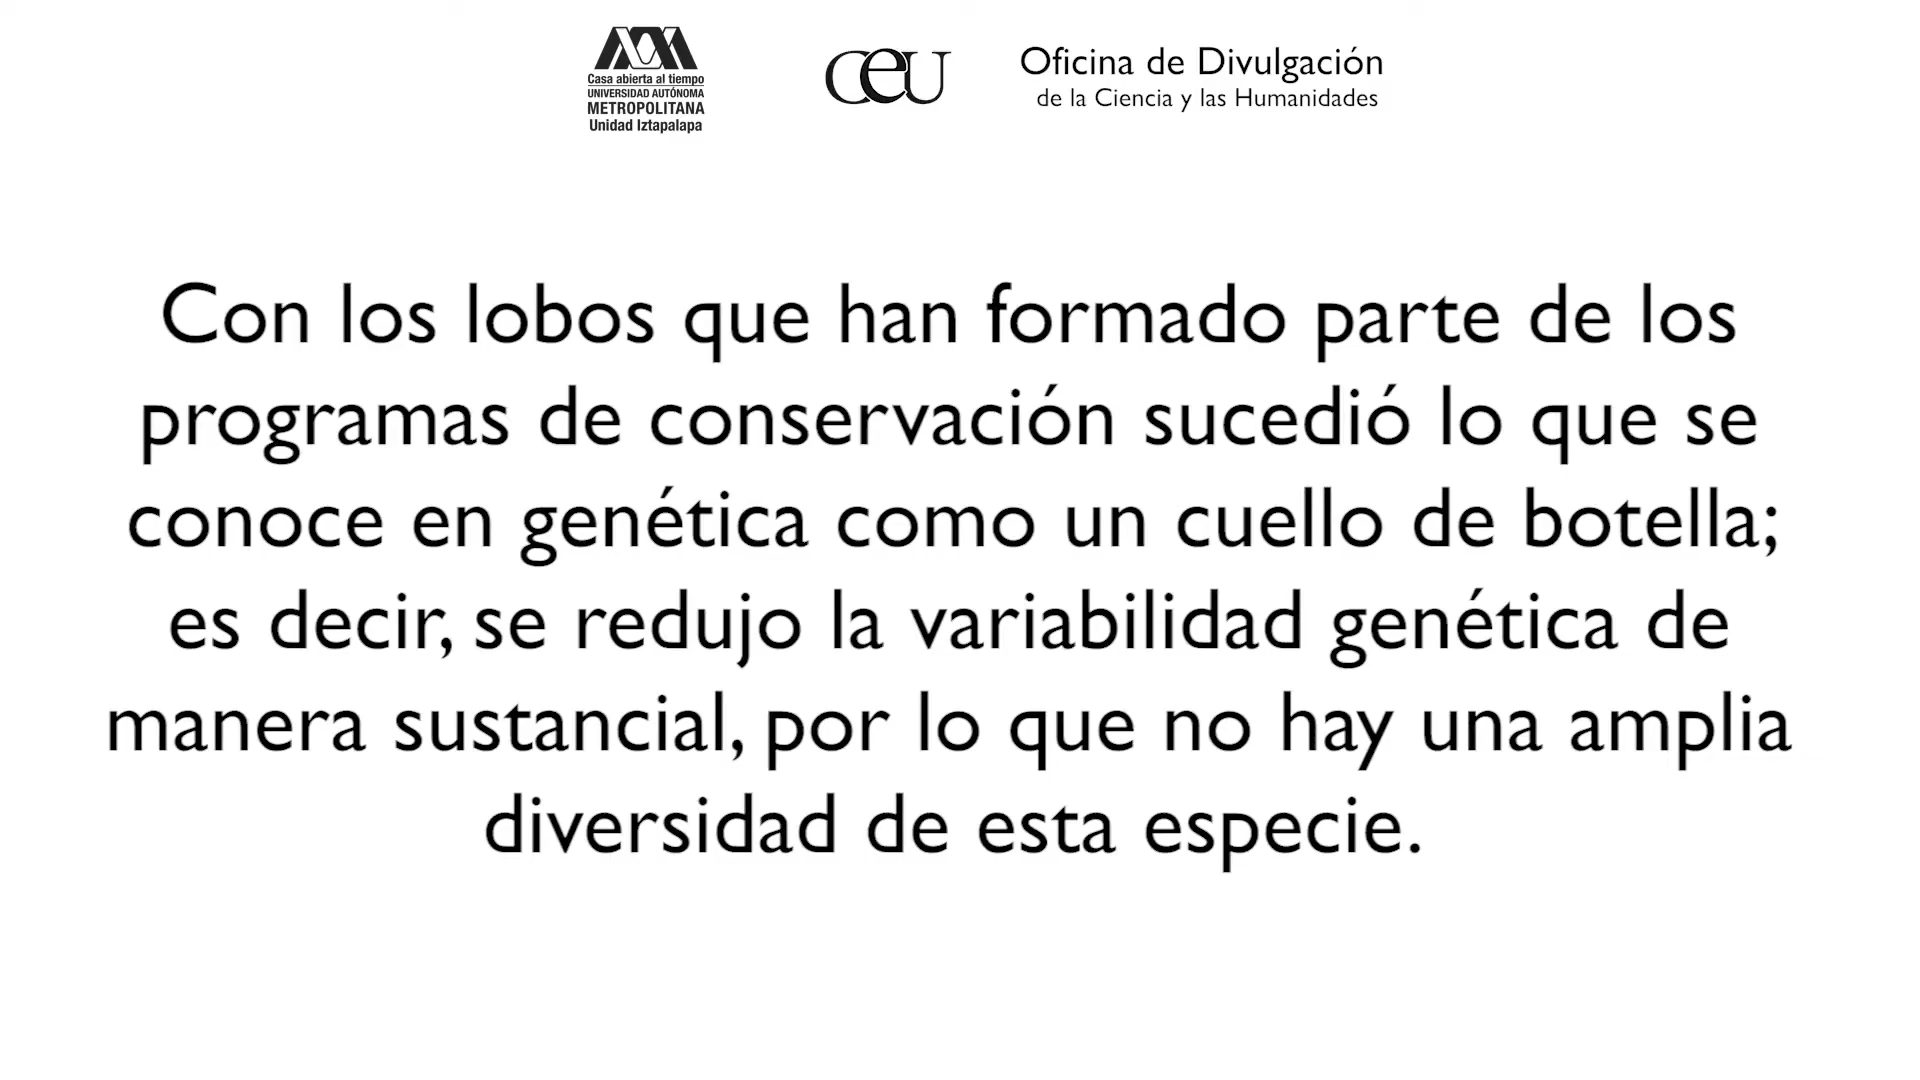 Casa abierta al tiempo
UNIVERSIDAD AUTÓNOMA
METROPOLITANA
Unidad Iztapalapa
ceu
Oficina de Divulgación
de la Ciencia y las Humanidades
Con los lobos que han formado parte de los
programas de conservación sucedió lo que se
conoce en genética como un cuello de botella;
es decir, se redujo la variabilidad genética de
manera sustancial, por lo que no hay una amplia
diversidad de esta especie.